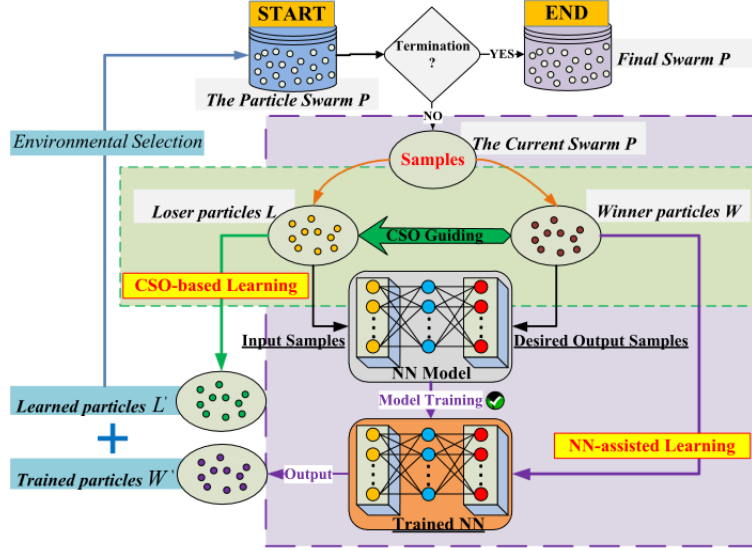 START
END
Termination
?
YES
Final Swarm P
The Particle Swarm P
NO
Environmental Selection
Samples
The Current Swarm P
Loser particles L
CSO Guiding
Winner particles W
CSO-based Learning
Input Samples
Desired Output Samples
NN Model
Model Training
Learned particles L'
+
NN-assisted Learning
Trained particles W'
Output
Trained NN